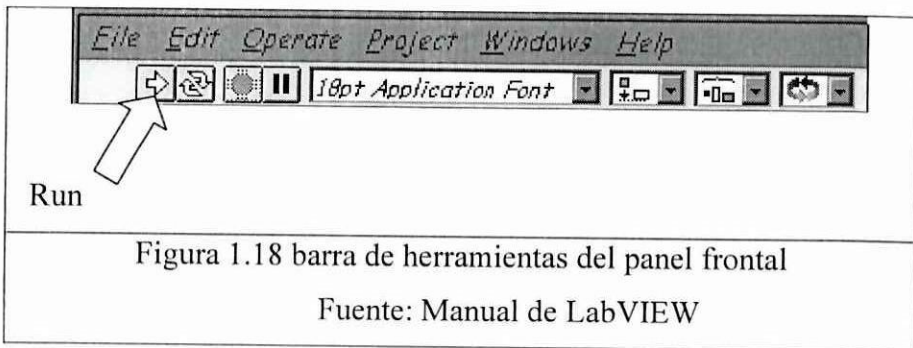 File Edit Operate Project Windows Help
18pt Application Font
Run
Figura 1.18 barra de herramientas del panel frontal
Fuente: Manual de LabVIEW